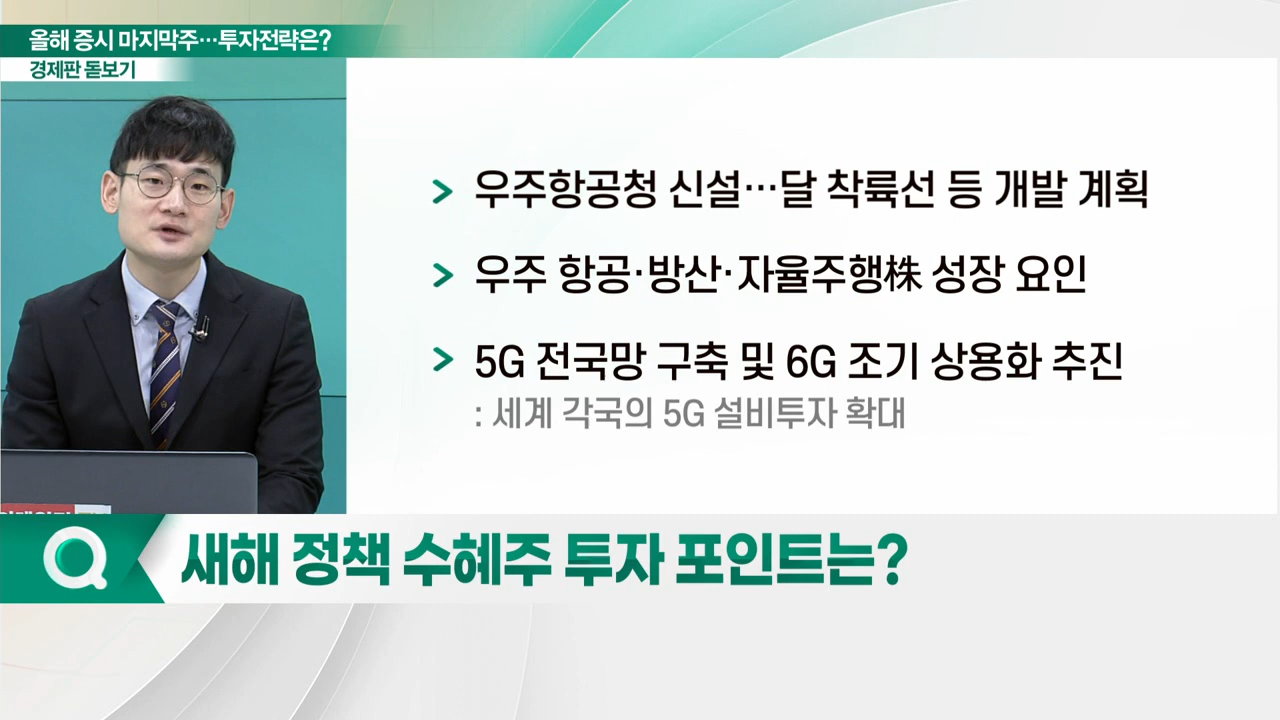 올해 증시 마지막주…투자전략은?
경제판 돋보기
우주항공청 신설…달 착륙선 등 개발 계획
우주 항공·방산·자율주행株 성장 요인
5G 전국망 구축 및 6G 조기 상용화 추진
: 세계 각국의 5G 설비투자 확대
새해 정책 수혜주 투자 포인트는?